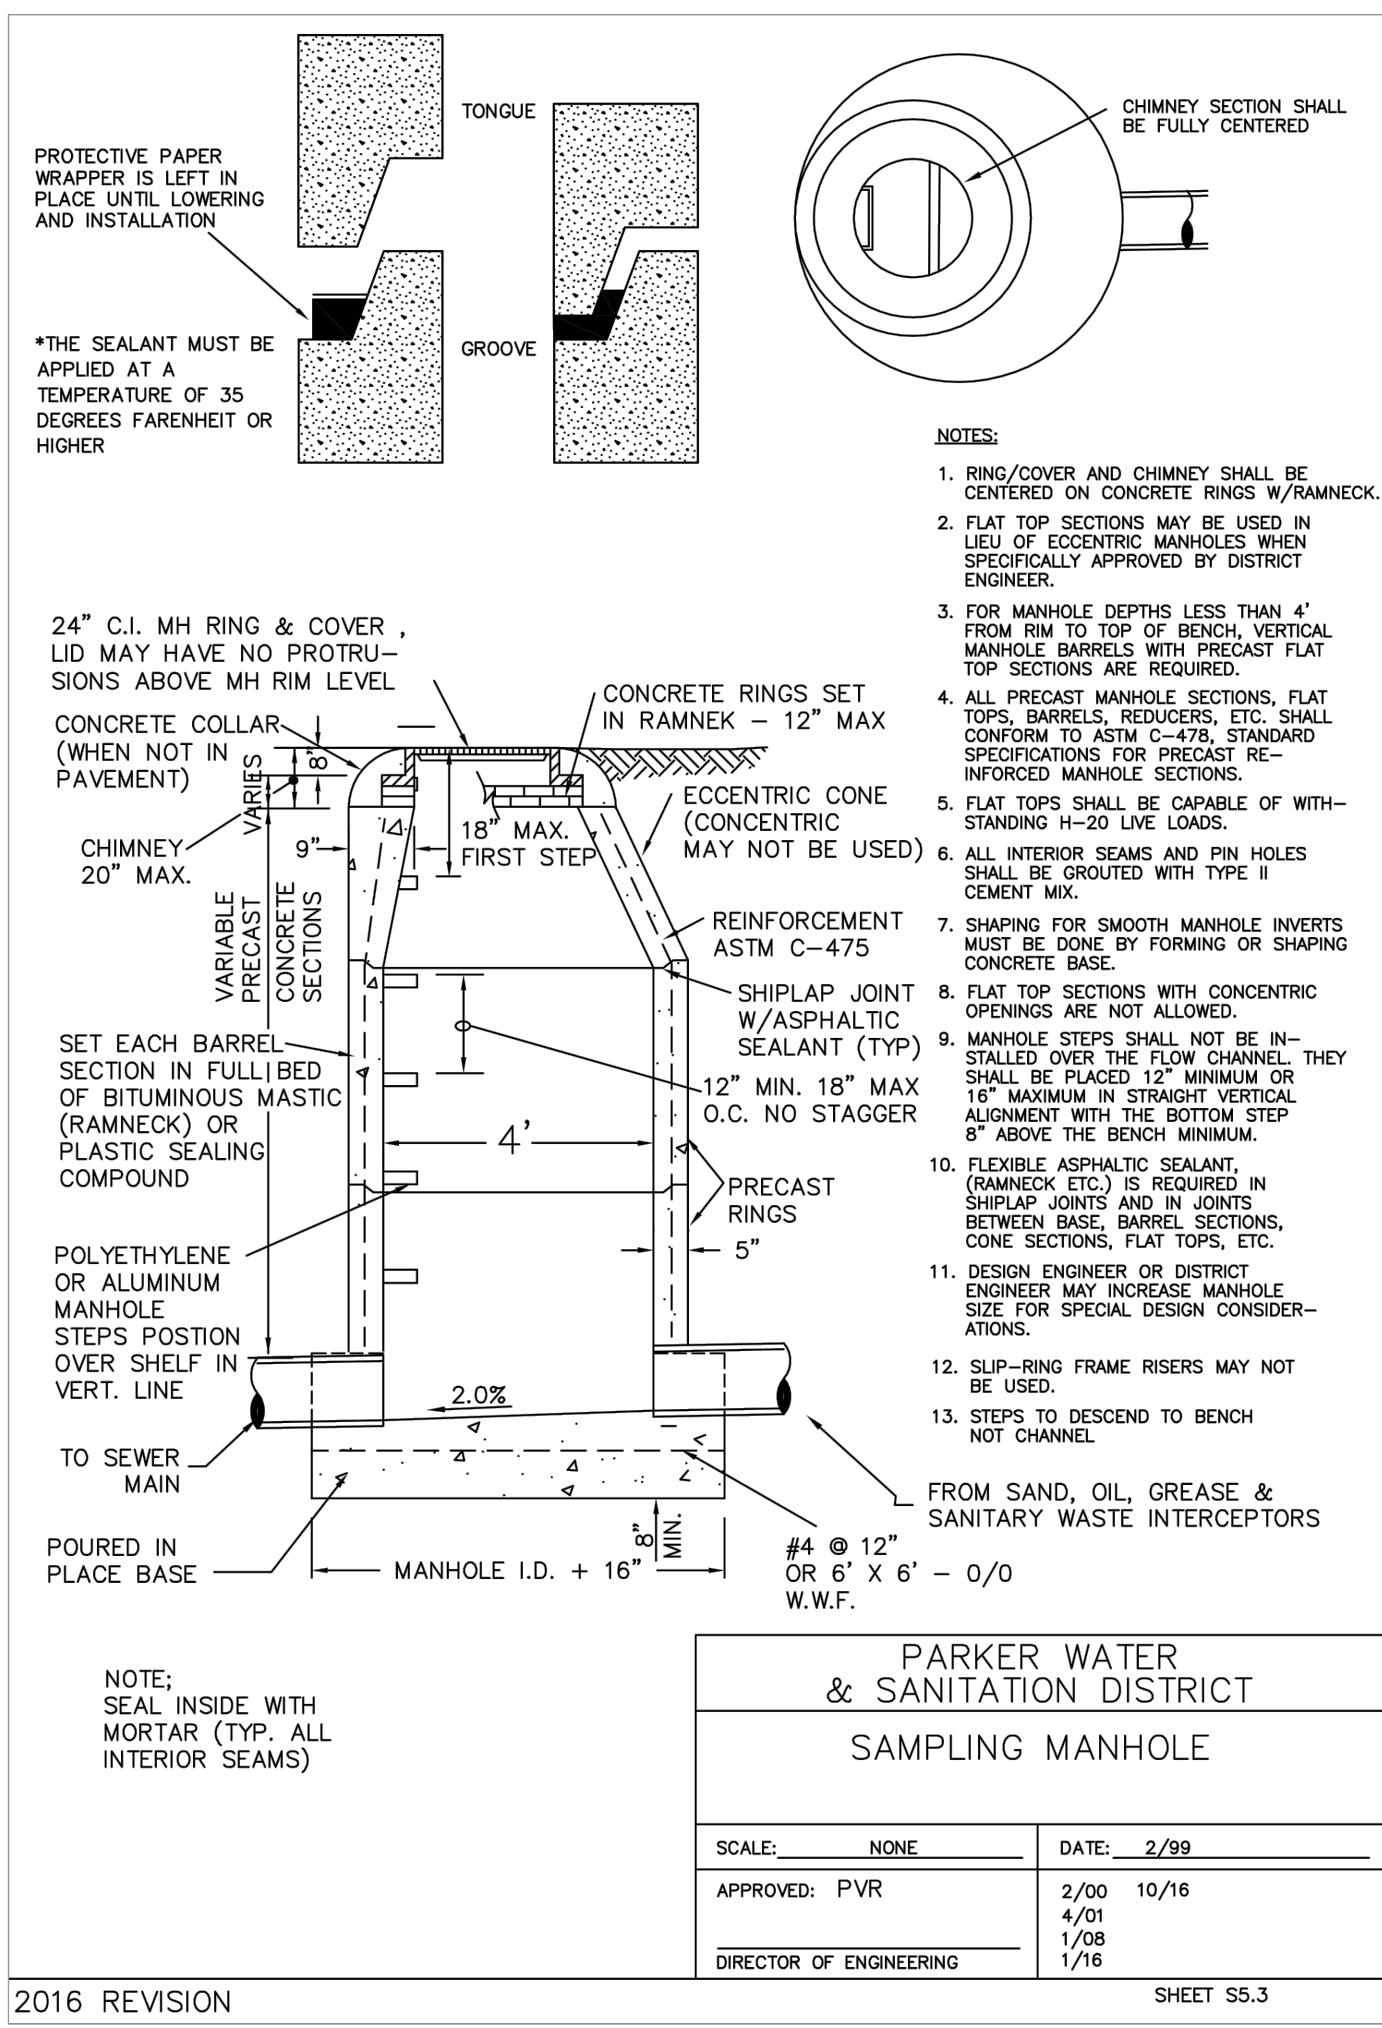 TONGUE
CHIMNEY SECTION SHALL
BE FULLY CENTERED
PROTECTIVE PAPER
WRAPPER IS LEFT IN
PLACE UNTIL LOWERING
AND INSTALLATION
*THE SEALANT MUST BE
APPLIED AT A
TEMPERATURE OF 35
DEGREES FARENHEIT OR
HIGHER
GROOVE
NOTES:
1. RING/COVER AND CHIMNEY SHALL BE
CENTERED ON CONCRETE RINGS W/RAMNECK.
2. FLAT TOP SECTIONS MAY BE USED IN
LIEU OF ECCENTRIC MANHOLES WHEN
SPECIFICALLY APPROVED BY DISTRICT
ENGINEER.
3. FOR MANHOLE DEPTHS LESS THAN 4'
FROM RIM TO TOP OF BENCH, VERTICAL
MANHOLE BARRELS WITH PRECAST FLAT
TOP SECTIONS ARE REQUIRED.
4. ALL PRECAST MANHOLE SECTIONS, FLAT
TOPS, BARRELS, REDUCERS, ETC. SHALL
CONFORM TO ASTM C-478, STANDARD
SPECIFICATIONS FOR PRECAST RE-
INFORCED MANHOLE SECTIONS.
5. FLAT TOPS SHALL BE CAPABLE OF WITH-
STANDING H-20 LIVE LOADS.
6. ALL INTERIOR SEAMS AND PIN HOLES
SHALL BE GROUTED WITH TYPE II
CEMENT MIX.
7. SHAPING FOR SMOOTH MANHOLE INVERTS
MUST BE DONE BY FORMING OR SHAPING
CONCRETE BASE.
8. FLAT TOP SECTIONS WITH CONCENTRIC
OPENINGS ARE NOT ALLOWED.
9. MANHOLE STEPS SHALL NOT BE IN-
STALLED OVER THE FLOW CHANNEL. THEY
SHALL BE PLACED 12" MINIMUM OR
16" MAXIMUM IN STRAIGHT VERTICAL
ALIGNMENT WITH THE BOTTOM STEP
8" ABOVE THE BENCH MINIMUM.
10. FLEXIBLE ASPHALTIC SEALANT,
(RAMNECK ETC.) IS REQUIRED IN
SHIPLAP JOINTS AND IN JOINTS
BETWEEN BASE, BARREL SECTIONS,
CONE SECTIONS, FLAT TOPS, ETC.
11. DESIGN ENGINEER OR DISTRICT
ENGINEER MAY INCREASE MANHOLE
SIZE FOR SPECIAL DESIGN CONSIDER-
ATIONS.
12. SLIP-RING FRAME RISERS MAY NOT
BE USED.
13. STEPS TO DESCEND TO BENCH
NOT CHANNEL
24" C.I. MH RING & COVER ,
LID MAY HAVE NO PROTRU-
SIONS ABOVE MH RIM LEVEL
CONCRETE RINGS SET
IN RAMNEK - 12" MAX
CONCRETE COLLAR
(WHEN NOT IN
PAVEMENT)
VARIES
8"
CHIMNEY
20" MAX.
9"
18" MAX.
FIRST STEP
ECCENTRIC CONE
(CONCENTRIC
MAY NOT BE USED)
VARIABLE
PRECAST
CONCRETE
SECTIONS
REINFORCEMENT
ASTM C-475
SHIPLAP JOINT
W/ASPHALTIC
SEALANT (TYP)
SET EACH BARREL
SECTION IN FULL BED
OF BITUMINOUS MASTIC
(RAMNECK) OR
PLASTIC SEALING
COMPOUND
12" MIN. 18" MAX
O.C. NO STAGGER
4'
PRECAST
RINGS
5"
POLYETHYLENE
OR ALUMINUM
MANHOLE
STEPS POSTION
OVER SHELF IN
VERT. LINE
2.0%
TO SEWER
MAIN
FROM SAND, OIL, GREASE &
SANITARY WASTE INTERCEPTORS
POURED IN
PLACE BASE
8"
MIN.
MANHOLE I.D. + 16"
#4 @ 12"
OR 6' X 6' - 0/0
W.W.F.
NOTE;
SEAL INSIDE WITH
MORTAR (TYP. ALL
INTERIOR SEAMS)
PARKER WATER
& SANITATION DISTRICT
SAMPLING MANHOLE
SCALE: NONE
DATE: 2/99
APPROVED: PVR
2/00 10/16
4/01
1/08
1/16
DIRECTOR OF ENGINEERING
2016 REVISION
SHEET S5.3